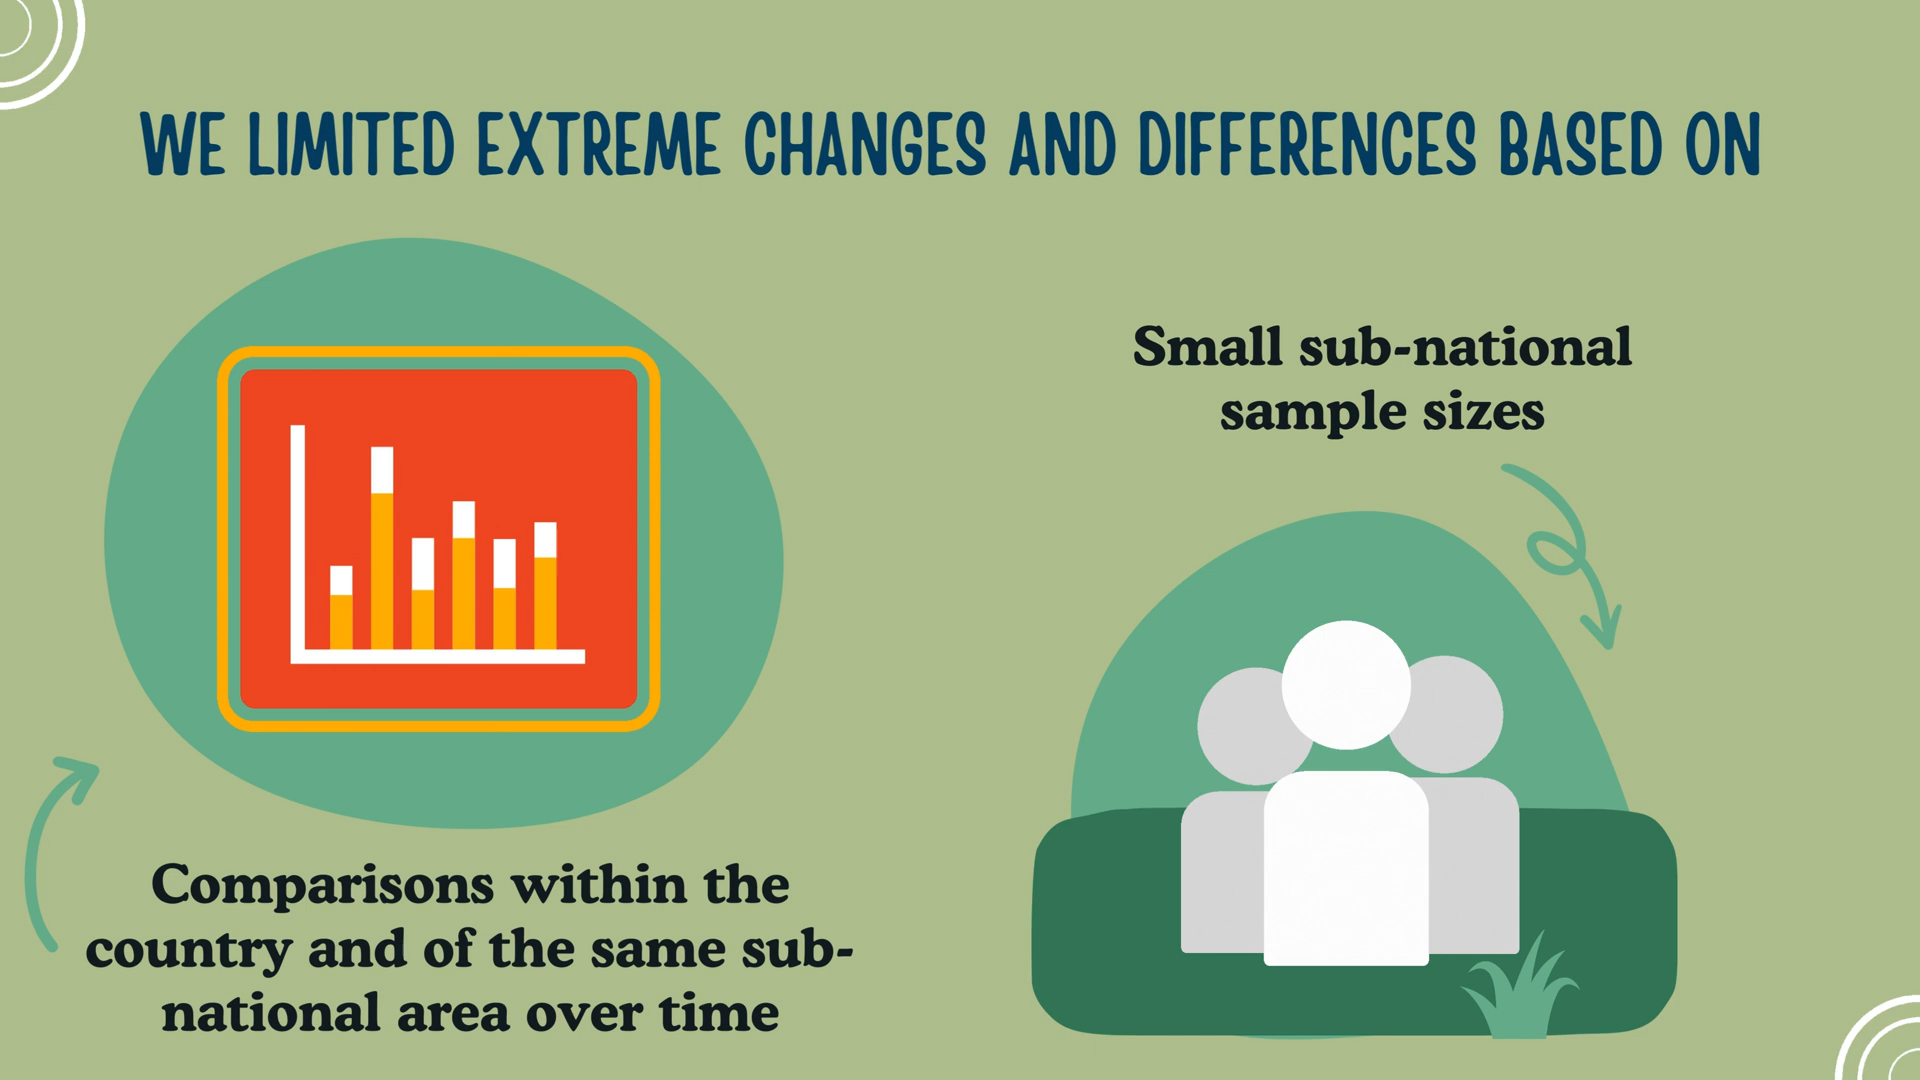 WE LIMITED EXTREME CHANGES AND DIFFERENCES BASED ON
Small sub-national
sample sizes
Comparisons within the
country and of the same sub-
national area over time